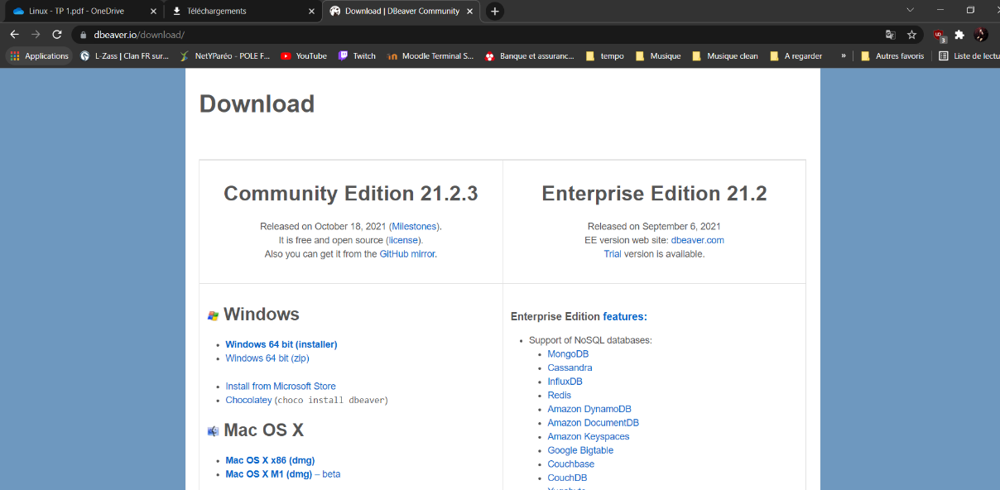 Linux - TP 1.pdf - OneDrive
Téléchargements
Download | DBeaver Community
dbeaver.io/download/
3
Applications
L-Zass | Clan FR sur...
NetYParéo - POLE F...
YouTube
Twitch
Moodle Terminal S...
Banque et assuranc...
tempo
Musique
Musique clean
A regarder
»
Autres favoris
Liste de lectu
Download
Community Edition 21.2.3
Released on October 18, 2021 (Milestones).
It is free and open source (license).
Also you can get it from the GitHub mirror.
Enterprise Edition 21.2
Released on September 6, 2021
EE version web site: dbeaver.com
Trial version is available.
Windows
Windows 64 bit (installer)
Windows 64 bit (zip)
Install from Microsoft Store
Chocolatey (choco install dbeaver)
Mac OS X
Mac OS X x86 (dmg)
Mac OS X M1 (dmg) – beta
Enterprise Edition features:
Support of NoSQL databases:
MongoDB
Cassandra
InfluxDB
Redis
Amazon DynamoDB
Amazon DocumentDB
Amazon Keyspaces
Google Bigtable
Couchbase
CouchDB